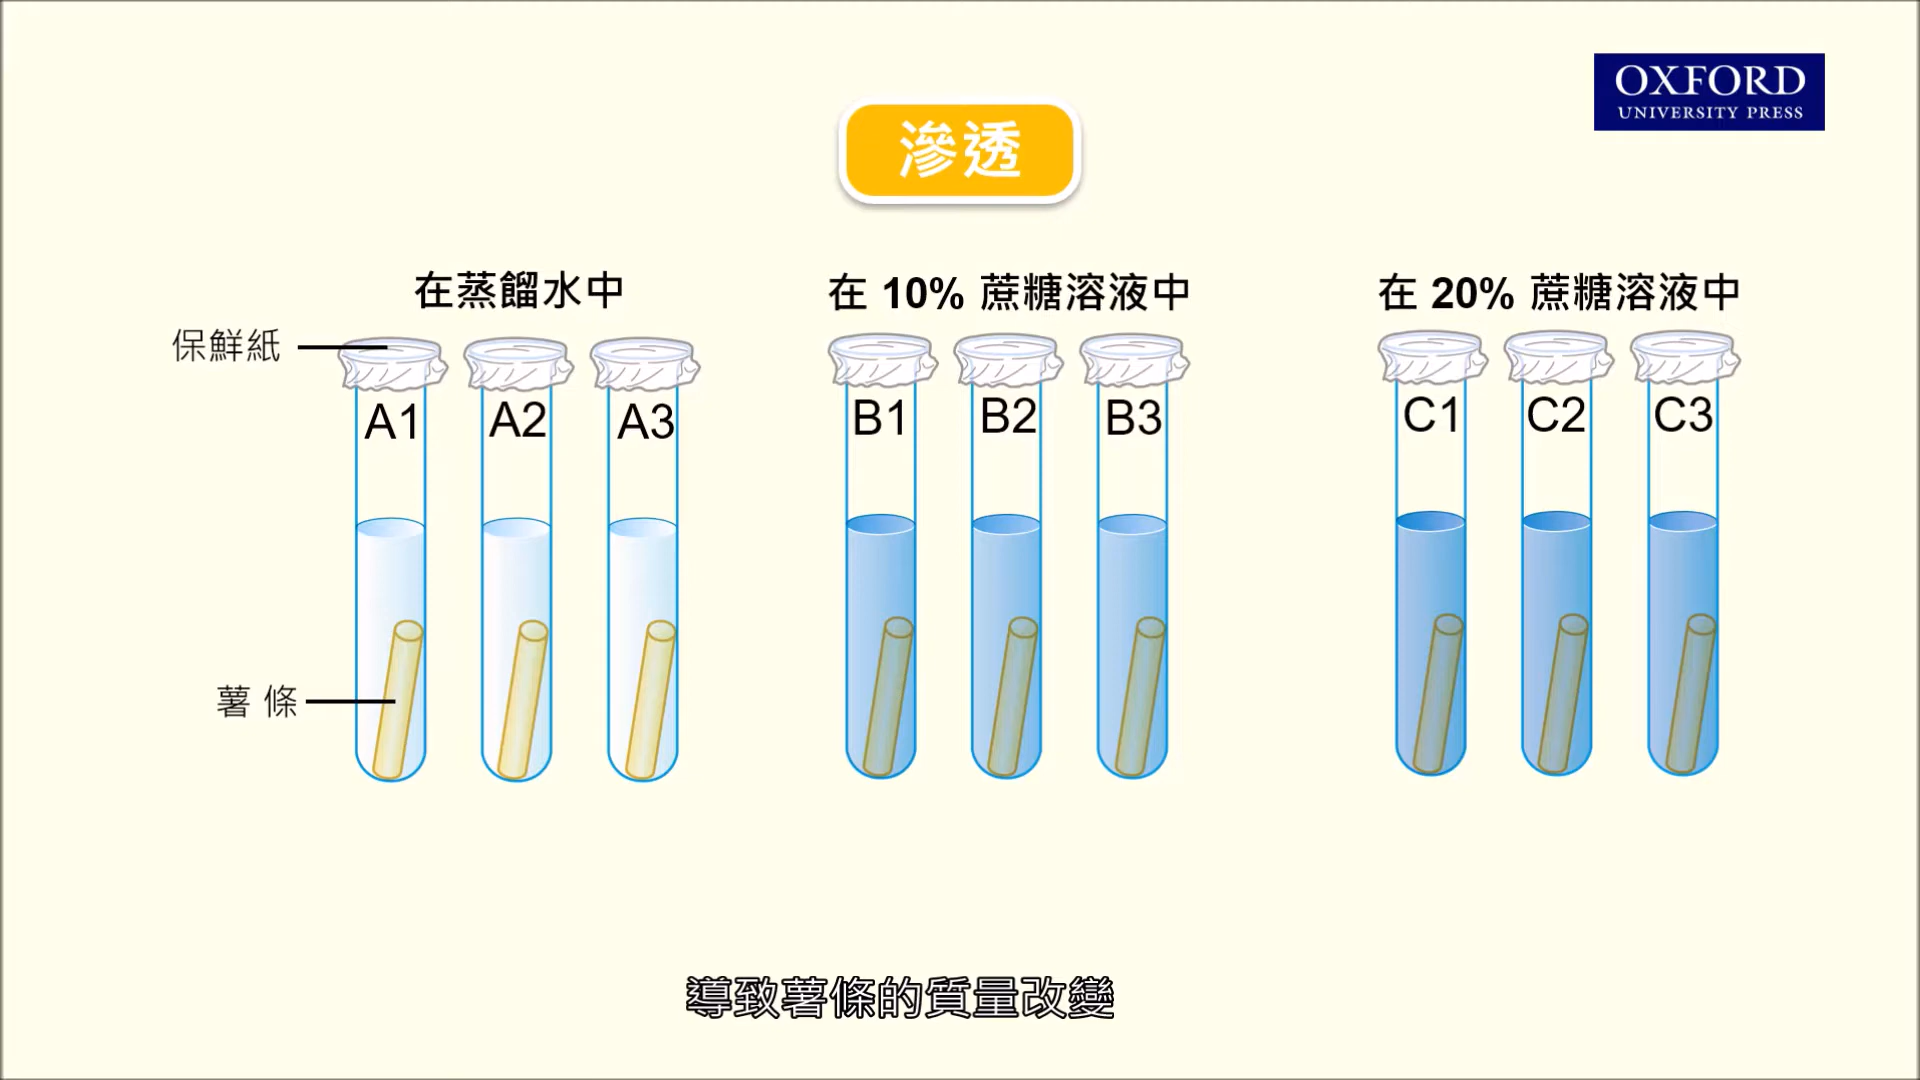 OXFORD
UNIVERSITY PRESS
滲透
在蒸餾水中
在 10% 蔗糖溶液中
在 20% 蔗糖溶液中
保鮮紙
A1
A2
A3
B1
B2
B3
C1
C2
C3
薯 條
導致薯條的質量改變